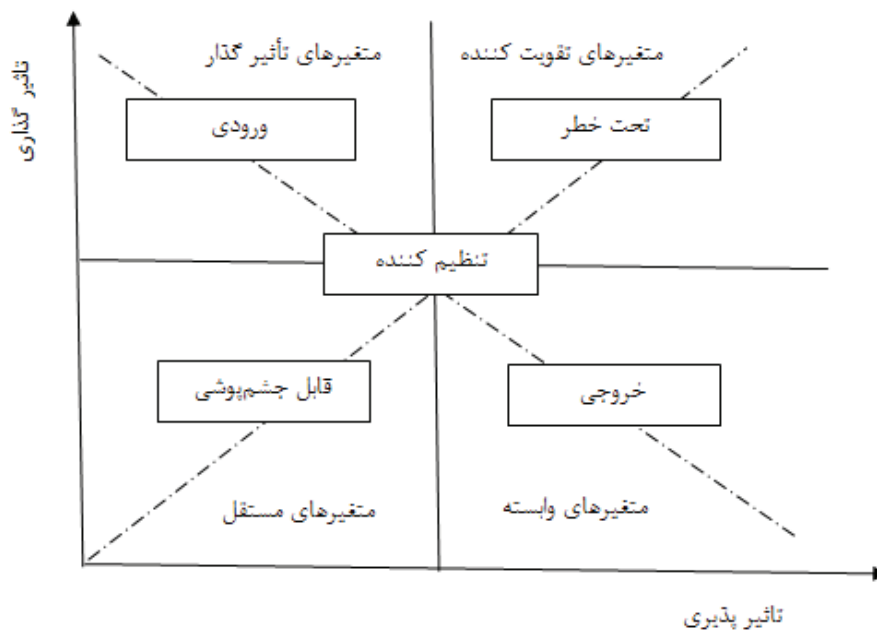 متغیرهای تقویت کننده
متغیرهای تأثیر گذار
تاثیر گذاری
تحت خطر
ورودی
تنظیم کننده
خروجی
قابل جشم‌پوشی
متغیرهای وابسته
متغیرهای مستقل
تاثیر پذیری